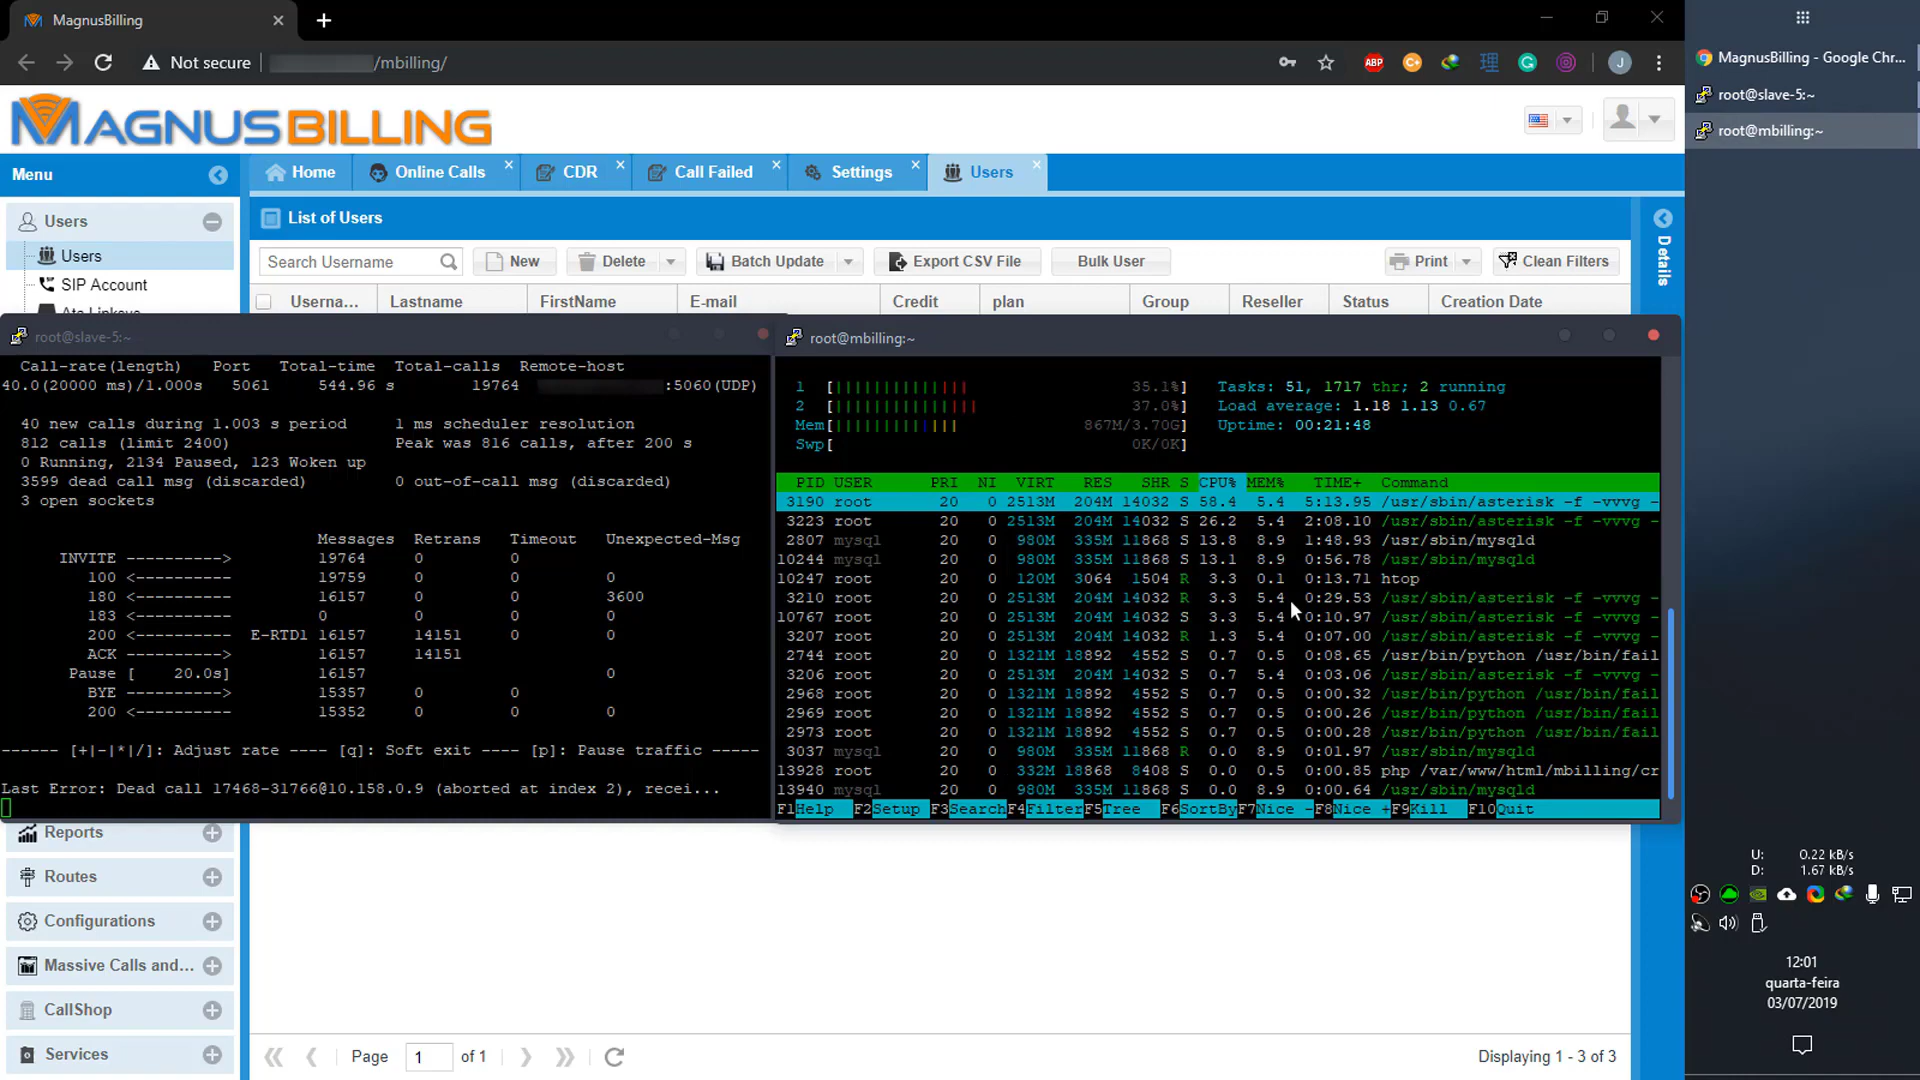 MagnusBilling
Not secure
/mbilling/
ABP
J
MAGNUSBILLING
Menu
Home
Online Calls
CDR
Call Failed
Settings
Users
Users
Users
SIP Account
List of Users
Details
Search Username
New
Delete
Batch Update
Export CSV File
Bulk User
Print
Clean Filters
Userna...
Lastname
FirstName
E-mail
Credit
plan
Group
Reseller
Status
Creation Date
root@slave-5:~
Call-rate(length)   Port   Total-time  Total-calls  Remote-host
40.0(20000 ms)/1.000s   5061     544.96 s        19764   :5060(UDP)
40 new calls during 1.003 s period     1 ms scheduler resolution
812 calls (limit 2400)                 Peak was 816 calls, after 200 s
0 Running, 2134 Paused, 123 Woken up
3599 dead call msg (discarded)         0 out-of-call msg (discarded)
3 open sockets
Messages  Retrans   Timeout   Unexpected-Msg
INVITE ---------->         19764     0         0
100 <----------         19759     0         0         0
180 <----------         16157     0         0         3600
183 <----------         0         0         0         0
200 <----------  E-RTD1 16157     14151     0         0
ACK ---------->         16157     14151
Pause [    20.0s]         16157                         0
BYE ---------->         15357     0         0
200 <----------         15352     0         0         0
------ [+|-|*|/]: Adjust rate ---- [q]: Soft exit ---- [p]: Pause traffic -----
Last Error: Dead call 17468-31766@10.158.0.9 (aborted at index 2), recei...
root@mbilling:~
1 [|||||||||||||| 35.1%] Tasks: 51, 1717 thr; 2 running
2 [||||||||||||||| 37.0%] Load average: 1.18 1.13 0.67
Mem[||||||||||||| 867M/3.70G] Uptime: 00:21:48
Swp[ 0K/0K]
PID USER PRI NI VIRT RES SHR S CPU% MEM% TIME+ Command
3190 root 20 0 2513M 204M 14032 S 58.4 5.4 5:13.95 /usr/sbin/asterisk -f -vvvg -
3223 root 20 0 2513M 204M 14032 S 26.2 5.4 2:08.10 /usr/sbin/asterisk -f -vvvg -
2807 mysql 20 0 980M 335M 11868 S 13.8 8.9 1:48.93 /usr/sbin/mysqld
10244 mysql 20 0 980M 335M 11868 S 13.1 8.9 0:56.78 /usr/sbin/mysqld
10247 root 20 0 120M 3064 1504 R 3.3 0.1 0:13.71 htop
3210 root 20 0 2513M 204M 14032 R 3.3 5.4 0:29.53 /usr/sbin/asterisk -f -vvvg -
10767 root 20 0 2513M 204M 14032 S 3.3 5.4 0:10.97 /usr/sbin/asterisk -f -vvvg -
3207 root 20 0 2513M 204M 14032 R 1.3 5.4 0:07.00 /usr/sbin/asterisk -f -vvvg -
2744 root 20 0 1321M 18892 4552 S 0.7 0.5 0:08.65 /usr/bin/python /usr/bin/fail
3206 root 20 0 2513M 204M 14032 S 0.7 5.4 0:03.06 /usr/sbin/asterisk -f -vvvg -
2968 root 20 0 1321M 18892 4552 S 0.7 0.5 0:00.32 /usr/bin/python /usr/bin/fail
2969 root 20 0 1321M 18892 4552 S 0.7 0.5 0:00.26 /usr/bin/python /usr/bin/fail
2973 root 20 0 1321M 18892 4552 S 0.7 0.5 0:00.28 /usr/bin/python /usr/bin/fail
3037 mysql 20 0 980M 335M 11868 R 0.0 8.9 0:01.97 /usr/sbin/mysqld
13928 root 20 0 332M 18868 8408 S 0.0 0.5 0:00.85 php /var/www/html/mbilling/cr
13940 mysql 20 0 980M 335M 11868 S 0.0 8.9 0:00.64 /usr/sbin/mysqld
F1Help F2Setup F3SearchF4FilterF5Tree F6SortByF7Nice -F8Nice +F9Kill F10Quit
Reports
Routes
Configurations
Massive Calls and...
CallShop
Services
Page 1 of 1
Displaying 1 - 3 of 3
MagnusBilling - Google Chr...
root@slave-5:~
root@mbilling:~
U: 0.22 kB/s
D: 1.67 kB/s
12:01
quarta-feira
03/07/2019